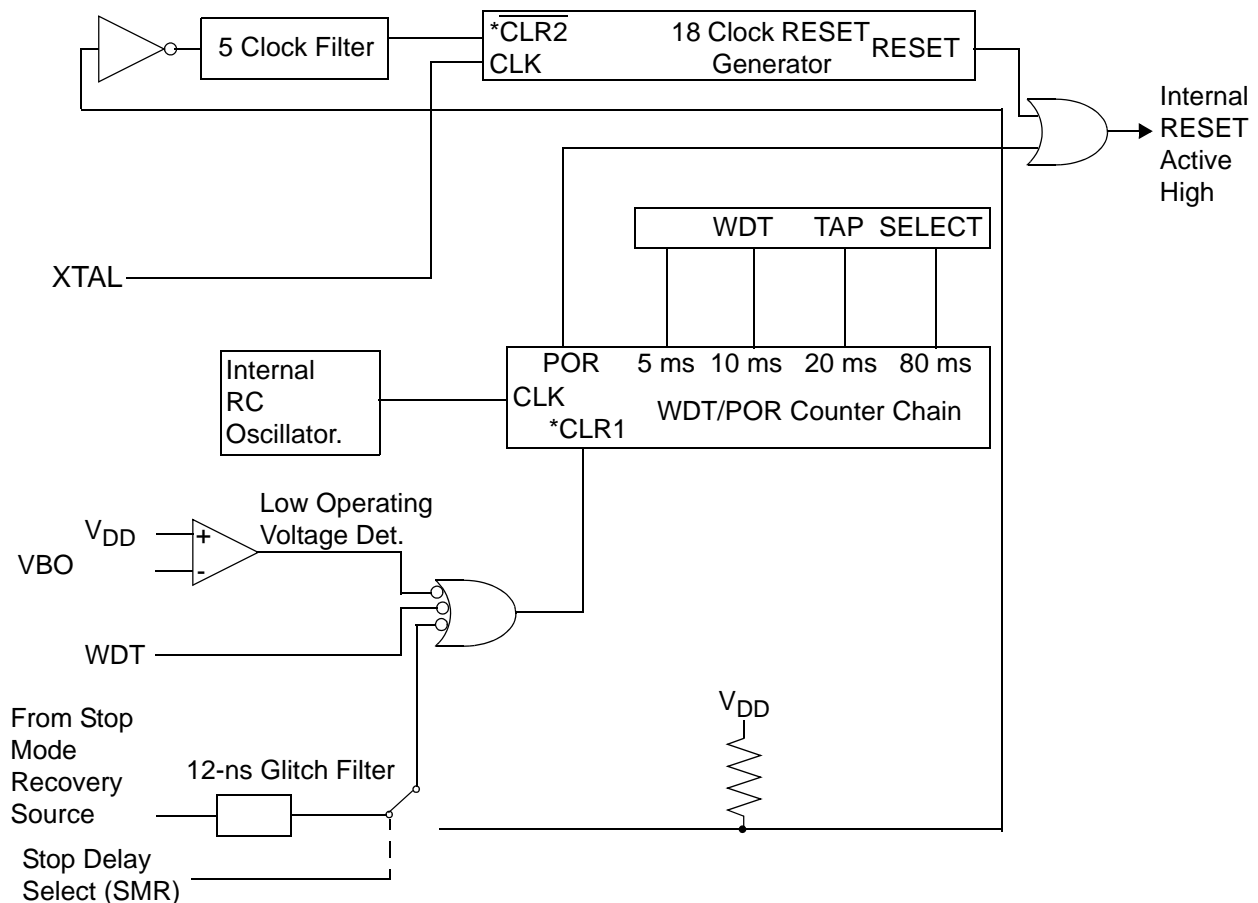 5 Clock Filter
*CLR2
CLK
18 Clock RESET
Generator
RESET
Internal
RESET
Active
High
WDT TAP SELECT
XTAL
POR 5 ms 10 ms 20 ms 80 ms
CLK
WDT/POR Counter Chain
*CLR1
Internal
RC
Oscillator.
Low Operating
Voltage Det.
VDD
+
VBO
-
WDT
VDD
From Stop
Mode
Recovery
Source
12-ns Glitch Filter
Stop Delay
Select (SMR)